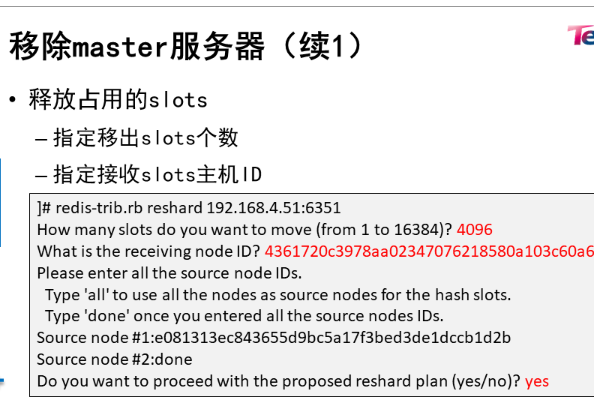 移除master服务器（续1）
Te
• 释放占用的slots
– 指定移出slots个数
– 指定接收slots主机ID
]# redis-trib.rb reshard 192.168.4.51:6351
How many slots do you want to move (from 1 to 16384)? 4096
What is the receiving node ID? 4361720c3978aa02347076218580a103c60a6
Please enter all the source node IDs.
Type 'all' to use all the nodes as source nodes for the hash slots.
Type 'done' once you entered all the source nodes IDs.
Source node #1:e081313ec843655d9bc5a17f3bed3de1dccb1d2b
Source node #2:done
Do you want to proceed with the proposed reshard plan (yes/no)? yes